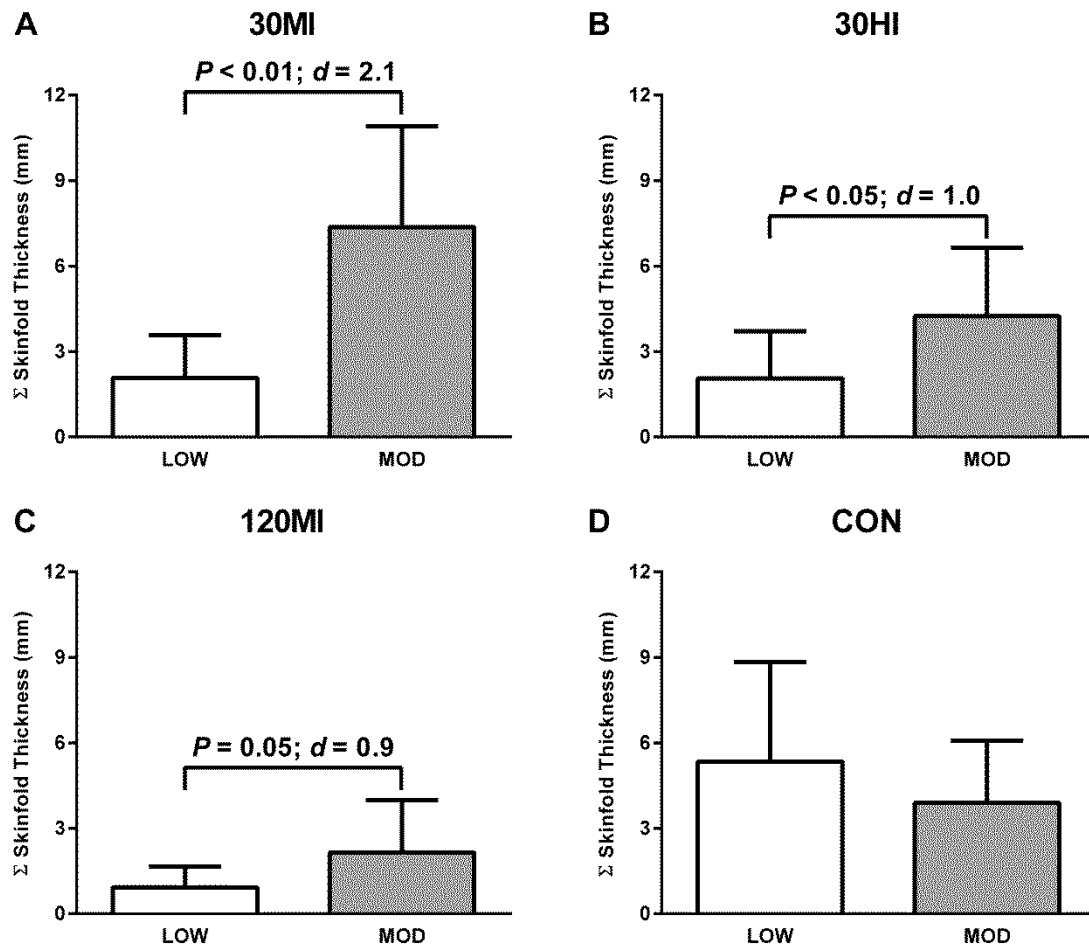 A
30MI
P < 0.01; d = 2.1
Σ Skinfold Thickness (mm)
12
9
6
3
0
LOW MOD
B
30HI
P < 0.05; d = 1.0
Σ Skinfold Thickness (mm)
12
9
6
3
0
LOW MOD
C
120MI
P = 0.05; d = 0.9
Σ Skinfold Thickness (mm)
12
9
6
3
0
LOW MOD
D
CON
Σ Skinfold Thickness (mm)
12
9
6
3
0
LOW MOD